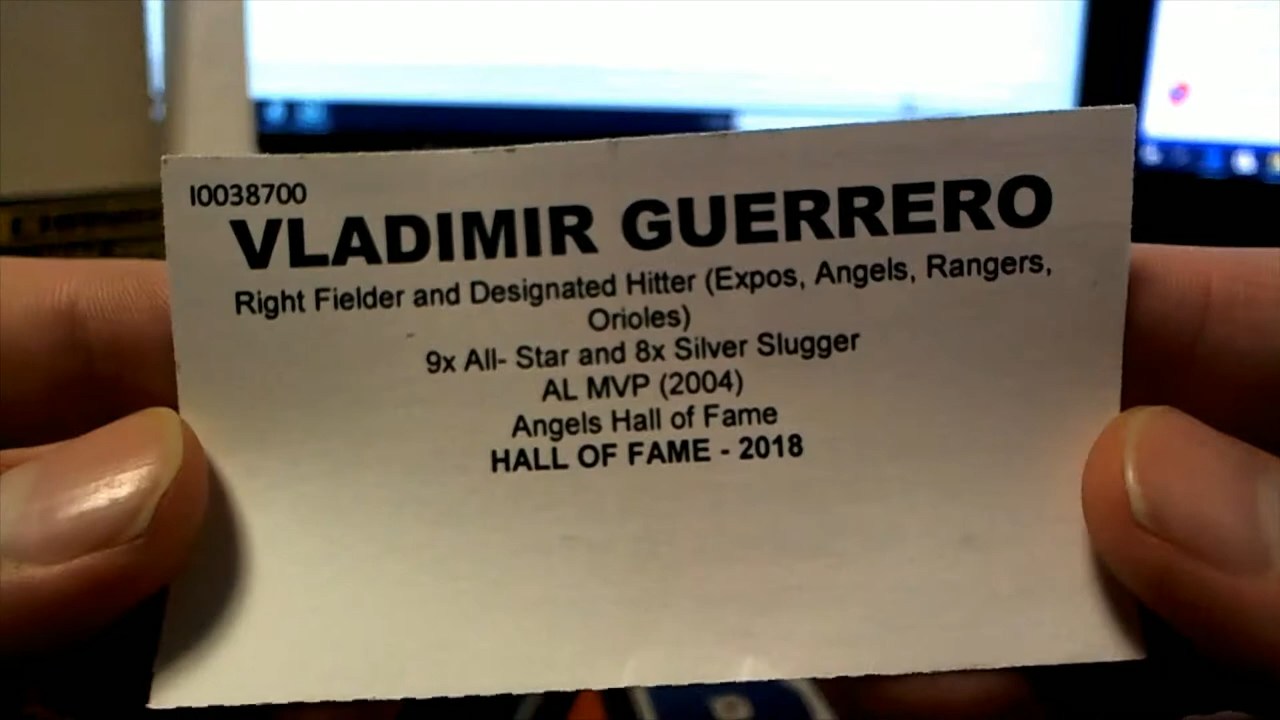 I0038700
VLADIMIR GUERRERO
Right Fielder and Designated Hitter (Expos, Angels, Rangers,
Orioles)
9x All- Star and 8x Silver Slugger
AL MVP (2004)
Angels Hall of Fame
HALL OF FAME - 2018